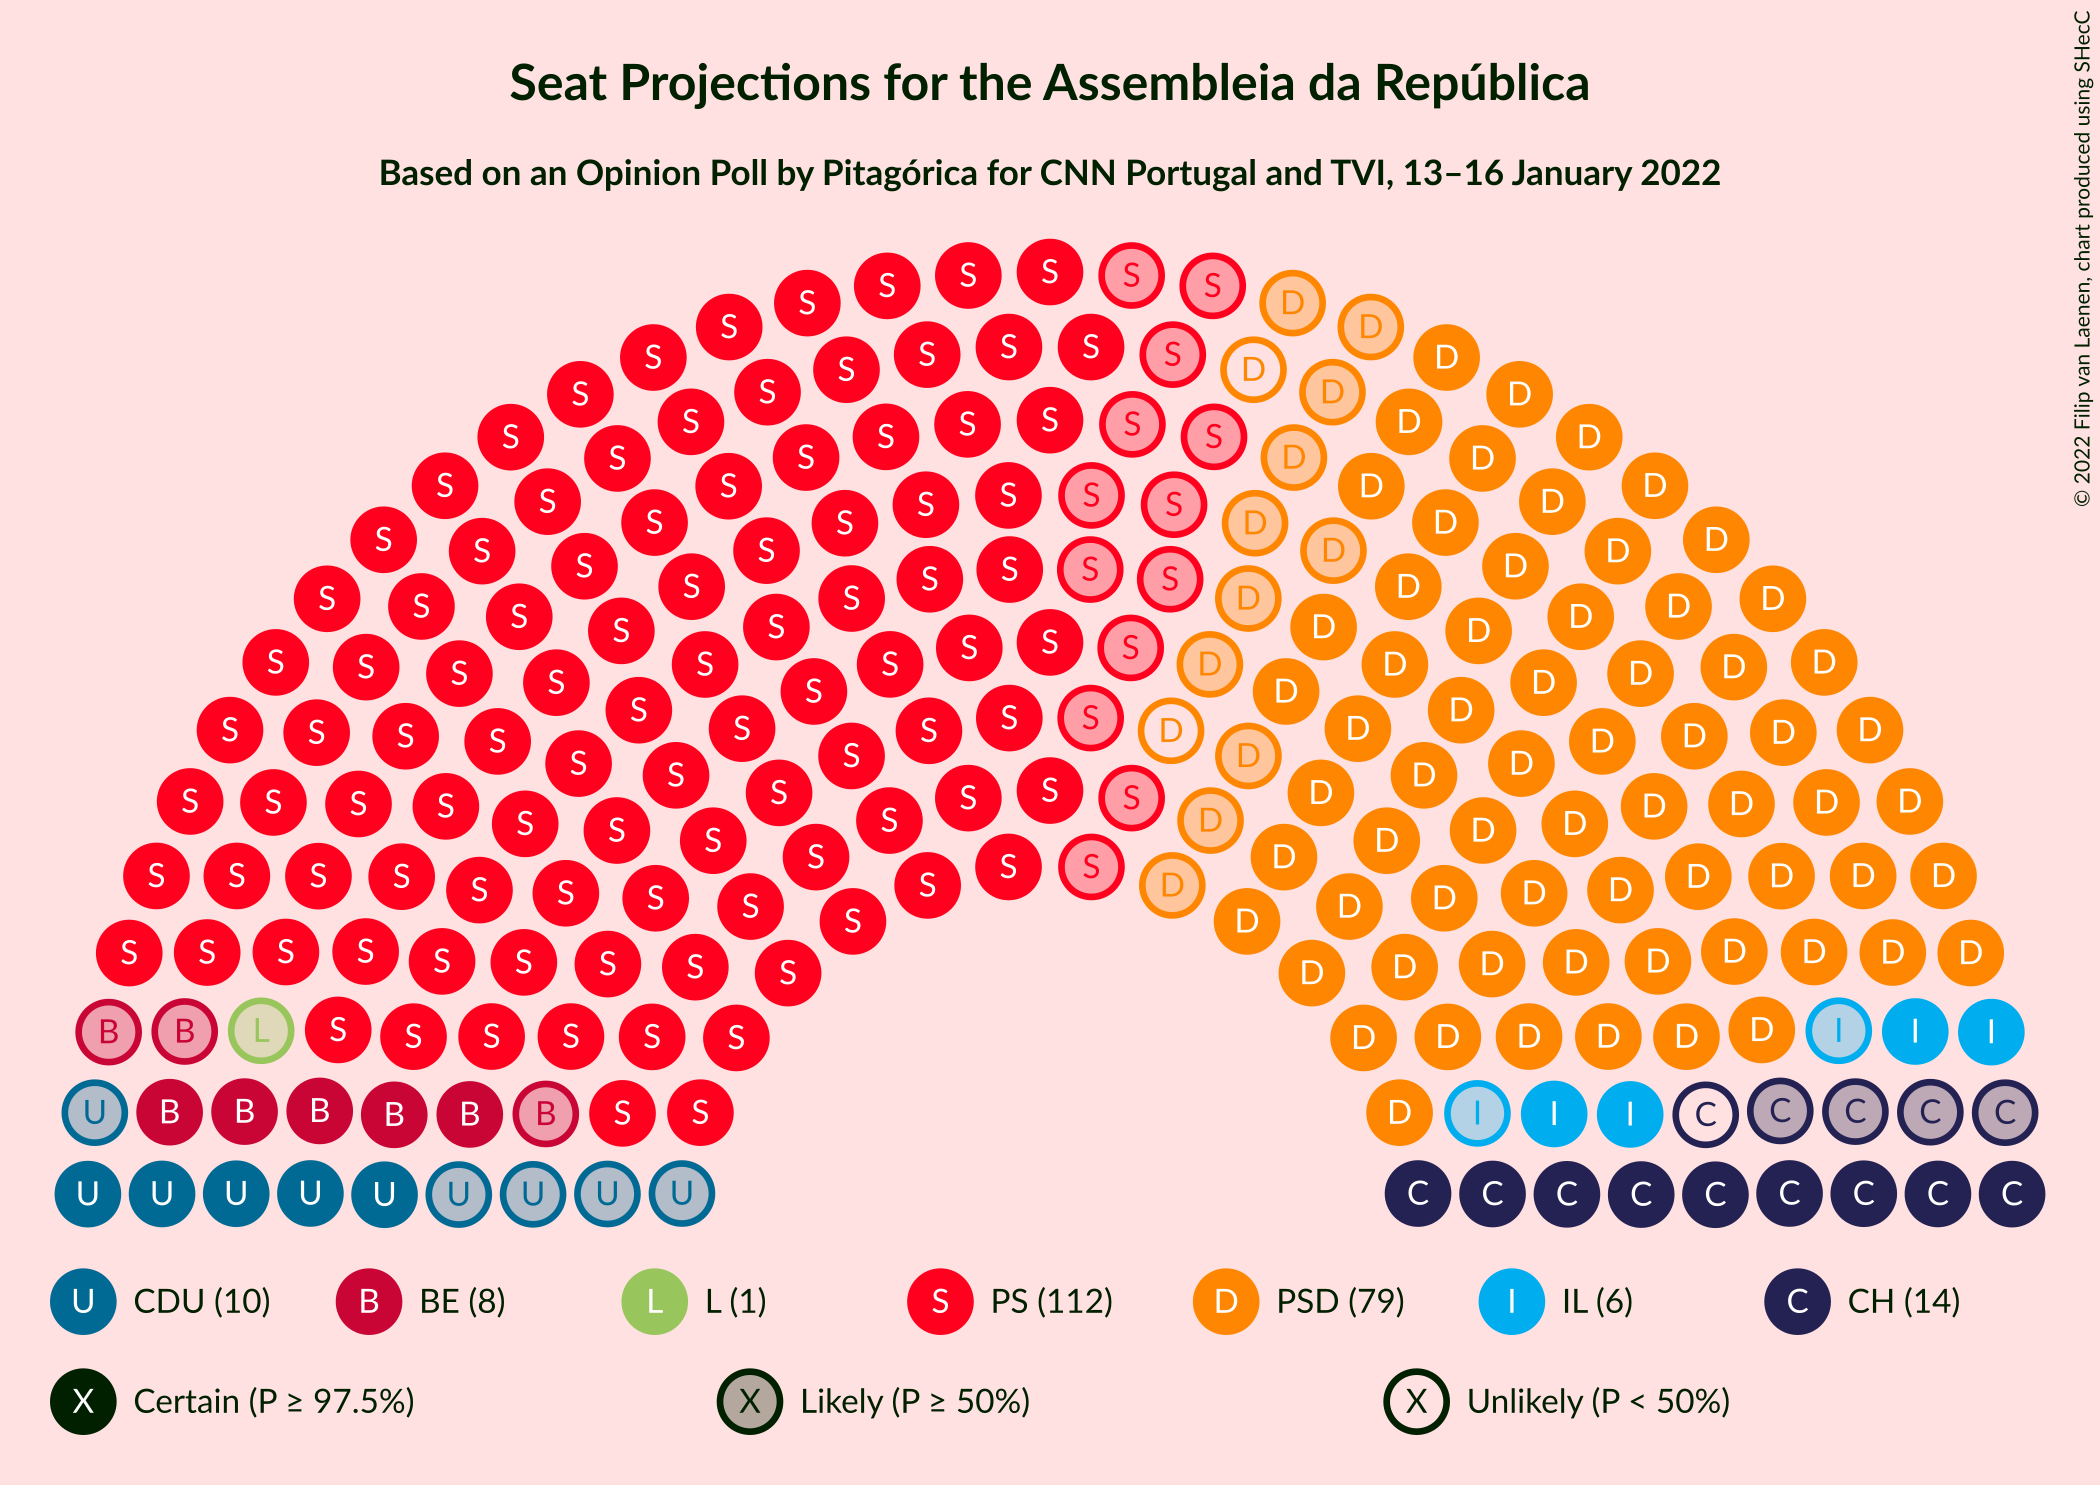 Seat Projections for the Assembleia da República
Based on an Opinion Poll by Pitagórica for CNN Portugal and TVI, 13–16 January 2022
© 2022 Filip van Laenen, chart produced using SHecC
U CDU (10) B BE (8) L L (1) S PS (112) D PSD (79) I IL (6) C CH (14)
X Certain (P ≥ 97.5%) X Likely (P ≥ 50%) X Unlikely (P < 50%)